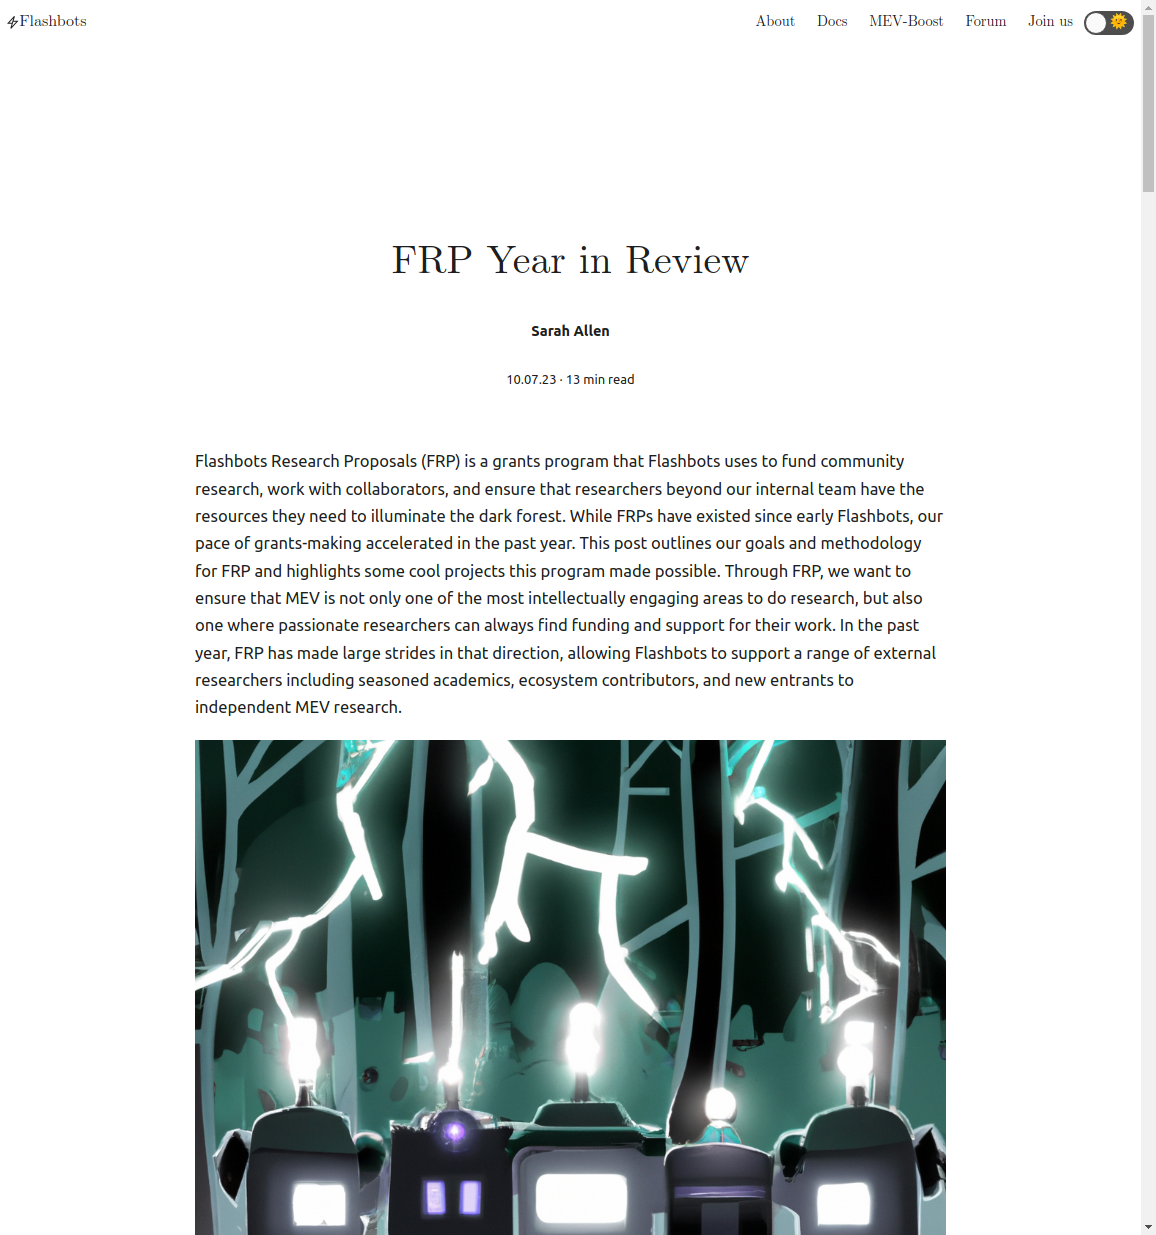 Flashbots
About Docs MEV-Boost Forum Join us
FRP Year in Review
Sarah Allen
10.07.23 · 13 min read
Flashbots Research Proposals (FRP) is a grants program that Flashbots uses to fund community
research, work with collaborators, and ensure that researchers beyond our internal team have the
resources they need to illuminate the dark forest. While FRPs have existed since early Flashbots, our
pace of grants-making accelerated in the past year. This post outlines our goals and methodology
for FRP and highlights some cool projects this program made possible. Through FRP, we want to
ensure that MEV is not only one of the most intellectually engaging areas to do research, but also
one where passionate researchers can always find funding and support for their work. In the past
year, FRP has made large strides in that direction, allowing Flashbots to support a range of external
researchers including seasoned academics, ecosystem contributors, and new entrants to
independent MEV research.